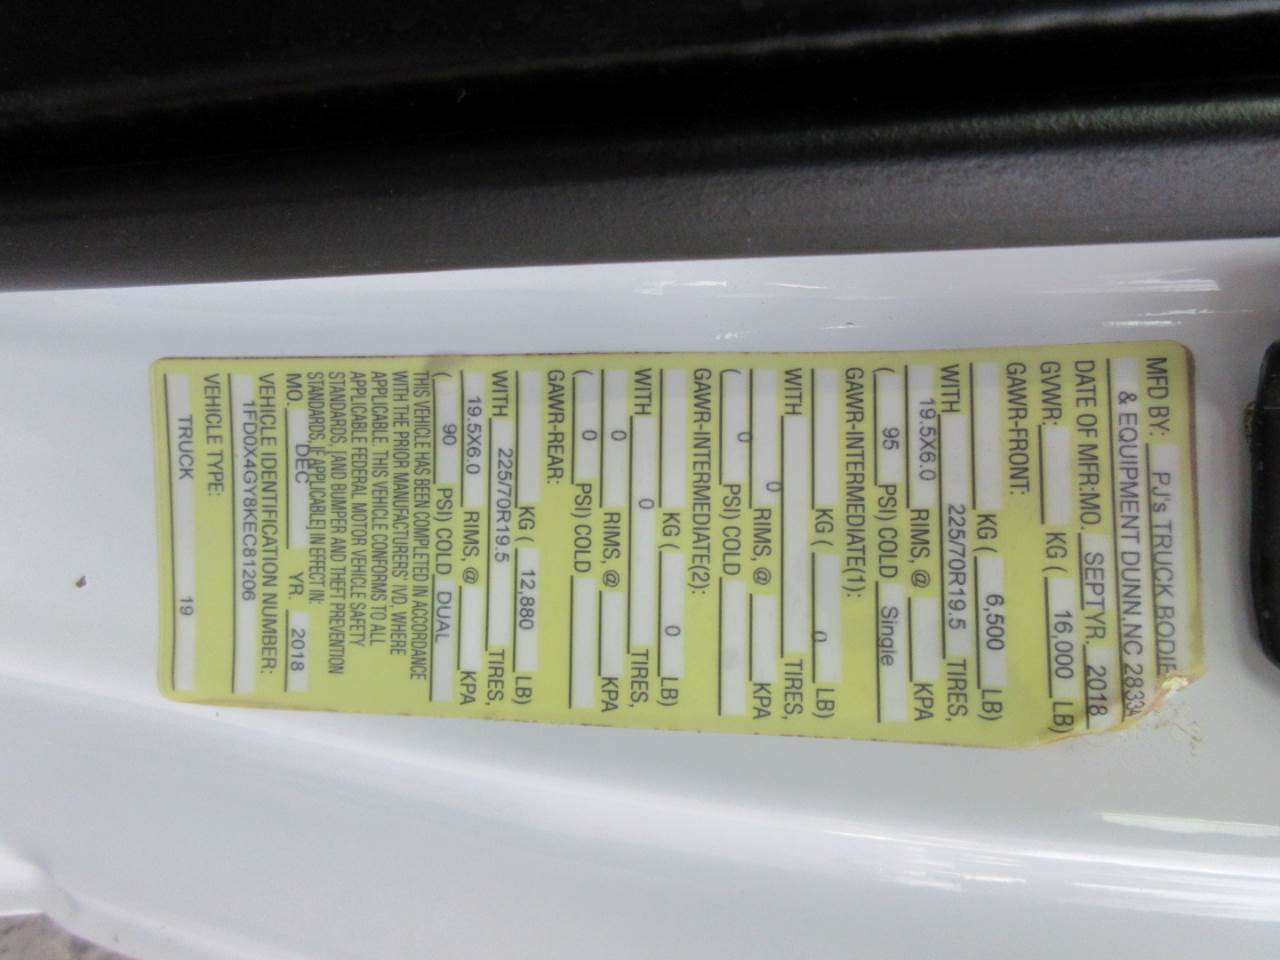 MFD BY: PJ's TRUCK BODIE
& EQUIPMENT DUNN, NC 28334
DATE OF MFR:MO. SEPT YR. 2018
GVWR: KG ( 16,000 LB)
GAWR-FRONT:
KG ( 6,500 LB)
WITH 225/70R19.5 TIRES,
19.5X6.0 RIMS, @ KPA
( 95 PSI) COLD Single
GAWR-INTERMEDIATE(1):
KG ( 0 LB)
WITH TIRES,
0 RIMS, @ KPA
( 0 PSI) COLD
GAWR-INTERMEDIATE(2):
KG ( 0 LB)
WITH 0 TIRES,
0 RIMS, @ KPA
( 0 PSI) COLD
GAWR-REAR:
KG ( 12,880 LB)
WITH 225/70R19.5 TIRES,
19.5X6.0 RIMS, @ KPA
( 90 PSI) COLD DUAL
THIS VEHICLE HAS BEEN COMPLETED IN ACCORDANCE
WITH THE PRIOR MANUFACTURERS' IVD, WHERE
APPLICABLE. THIS VEHICLE CONFORMS TO ALL
APPLICABLE FEDERAL MOTOR VEHICLE SAFETY
STANDARDS, [AND BUMPER AND THEFT PREVENTION
STANDARDS, IF APPLICABLE] IN EFFECT IN:
MO. DEC YR. 2018
VEHICLE IDENTIFICATION NUMBER:
1FD0X4GY8KEC81206
VEHICLE TYPE:
TRUCK 19